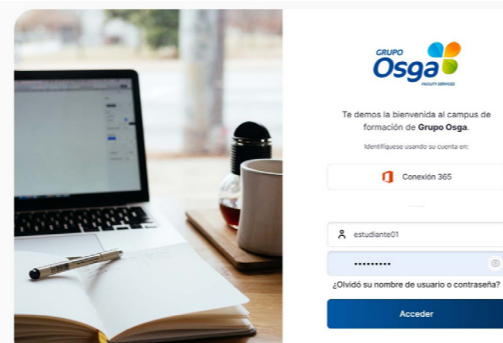 GRUPO
Osga
FACILITY SERVICES
Te demos la bienvenida al campus de
formación de Grupo Osga.
Identifíquese usando su cuenta en:
Conexión 365
estudiante01
•••••••••
¿Olvidó su nombre de usuario o contraseña?
Acceder